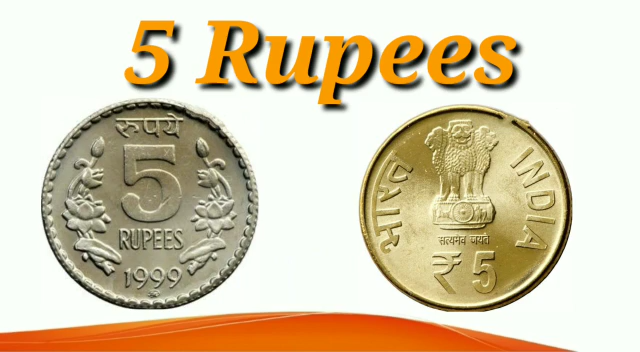 5 Rupees
रुपये
5
RUPEES
1999
भारत
INDIA
सत्यमेव जयते
₹ 5